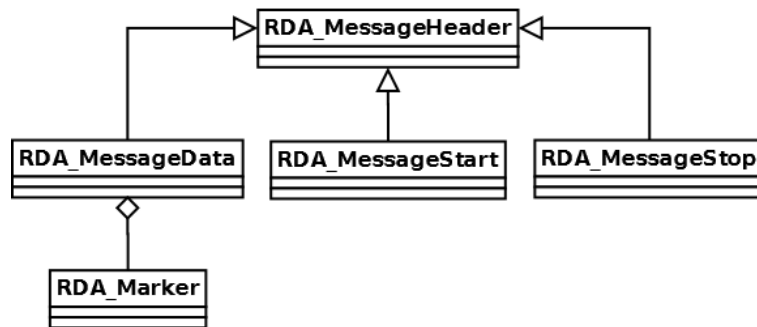 RDA_MessageHeader
RDA_MessageData
RDA_MessageStart
RDA_MessageStop
RDA_Marker